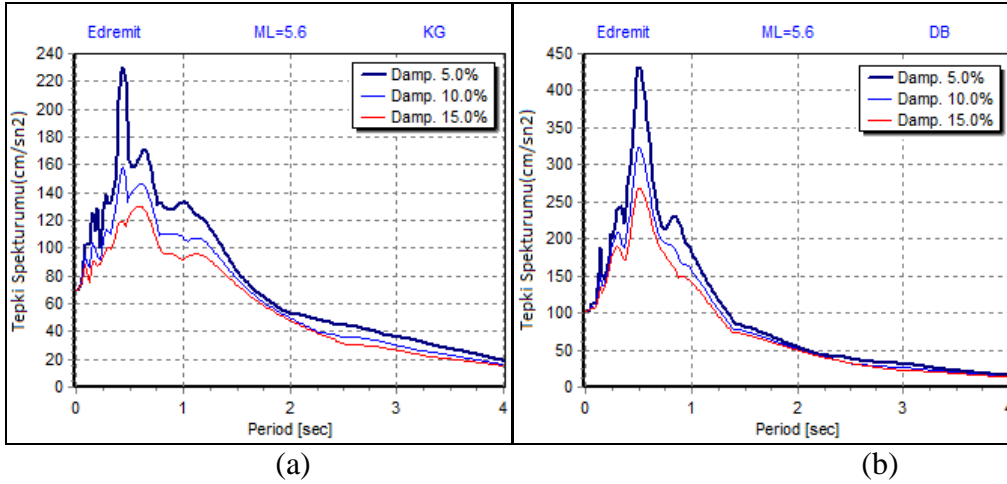 Edremit ML=5.6 KG
240
220
200
180
160
140
120
100
80
60
40
20
0
Tepki Spekturumu(cm/sn2)
Damp. 5.0%
Damp. 10.0%
Damp. 15.0%
0 1 2 3 4
Period [sec]
(a)
Edremit ML=5.6 DB
450
400
350
300
250
200
150
100
50
0
Tepki Spekturumu(cm/sn2)
Damp. 5.0%
Damp. 10.0%
Damp. 15.0%
0 1 2 3 4
Period [sec]
(b)